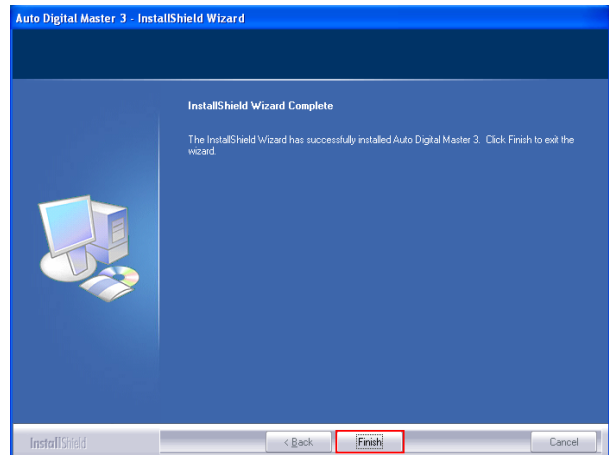 Auto Digital Master 3 - InstallShield Wizard
InstallShield Wizard Complete
The InstallShield Wizard has successfully installed Auto Digital Master 3. Click Finish to exit the
wizard.
InstallShield
< Back
Finish
Cancel